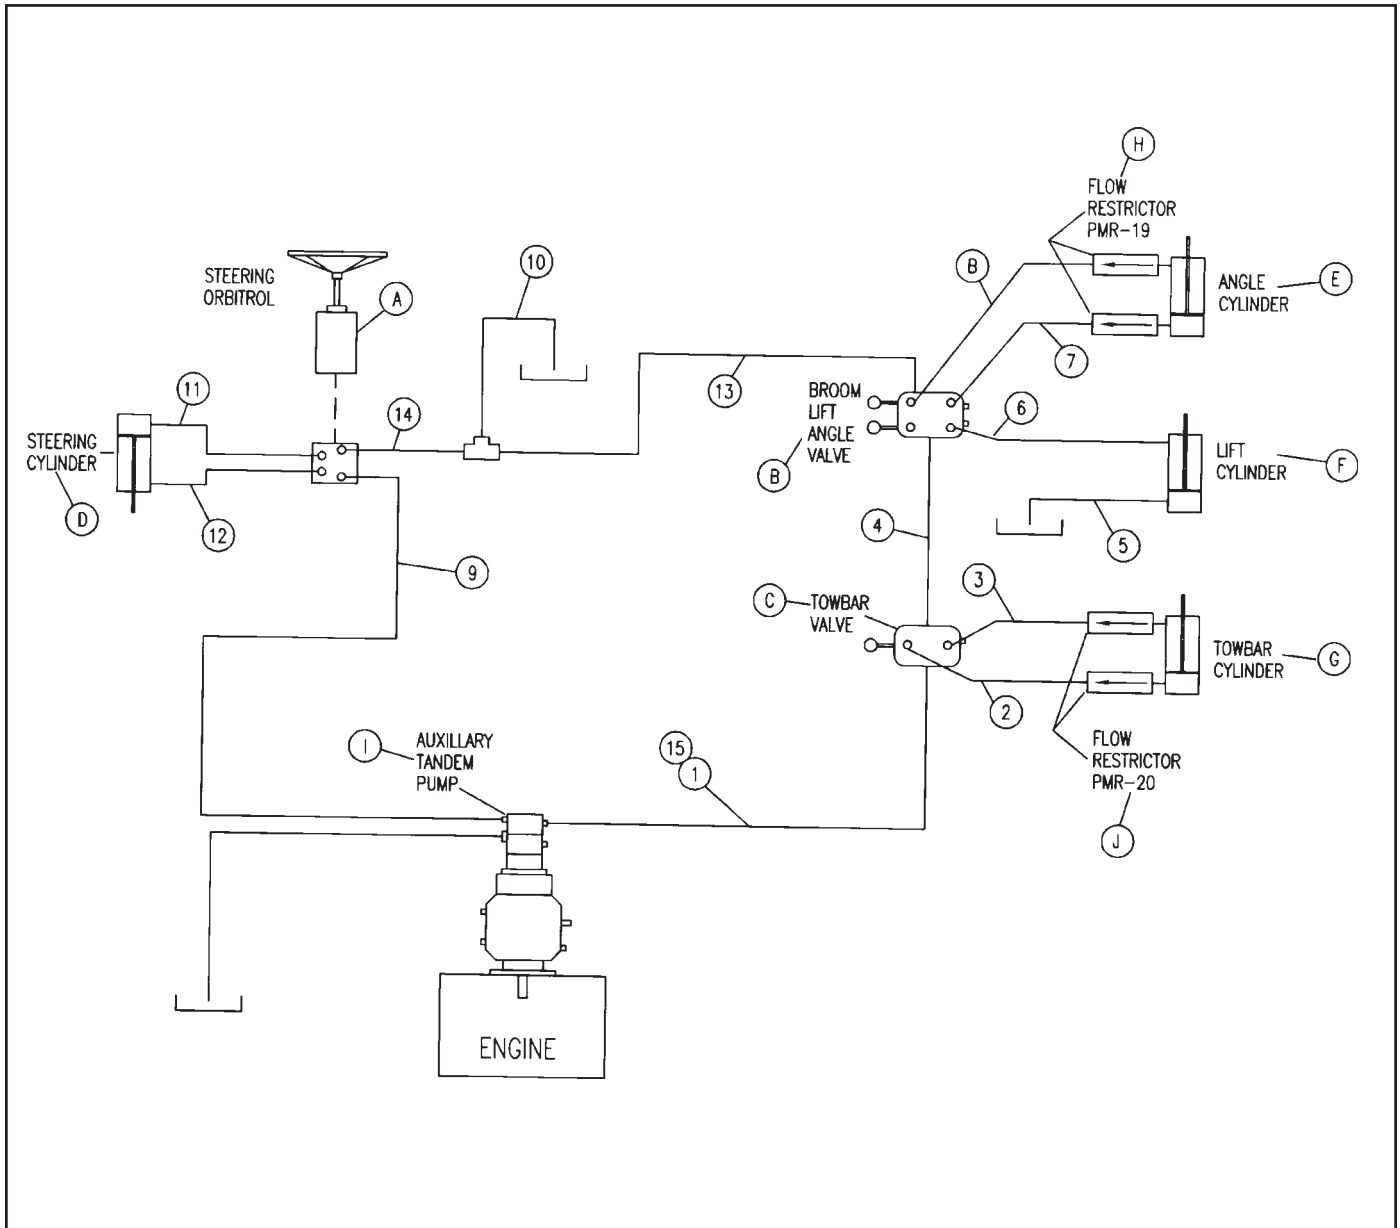 H
FLOW
RESTRICTOR
PMR-19
STEERING
ORBITROL
A
10
B
ANGLE
CYLINDER
E
7
13
11
14
BROOM
LIFT
ANGLE
VALVE
B
6
STEERING
CYLINDER
D
LIFT
CYLINDER
F
12
4
5
9
3
C
TOWBAR
VALVE
TOWBAR
CYLINDER
G
2
I
AUXILLARY
TANDEM
PUMP
15
1
FLOW
RESTRICTOR
PMR-20
J
ENGINE